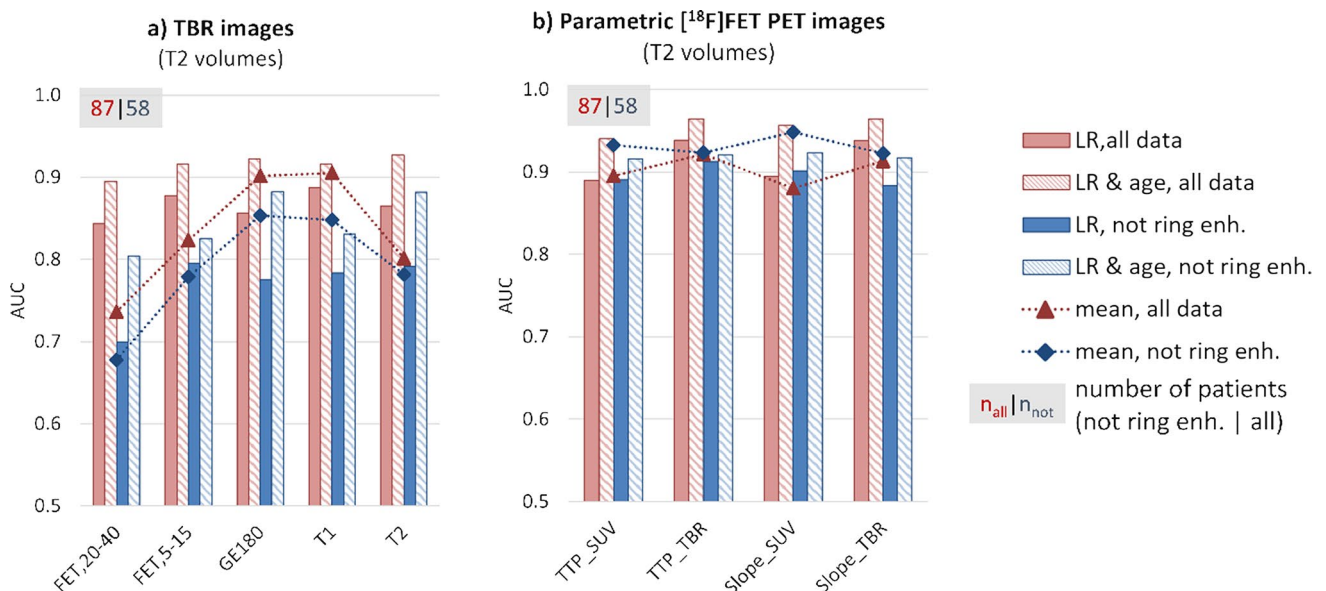 a) TBR images
(T2 volumes)
87|58
AUC
1.0
0.9
0.8
0.7
0.6
0.5
FET,20-40
FET,5-15
GE180
T1
T2
b) Parametric [18F]FET PET images
(T2 volumes)
87|58
AUC
1.0
0.9
0.8
0.7
0.6
0.5
TTP_SUV
TTP_TBR
Slope_SUV
Slope_TBR
LR,all data
LR & age, all data
LR, not ring enh.
LR & age, not ring enh.
mean, all data
mean, not ring enh.
nall|nnot number of patients
(not ring enh. | all)